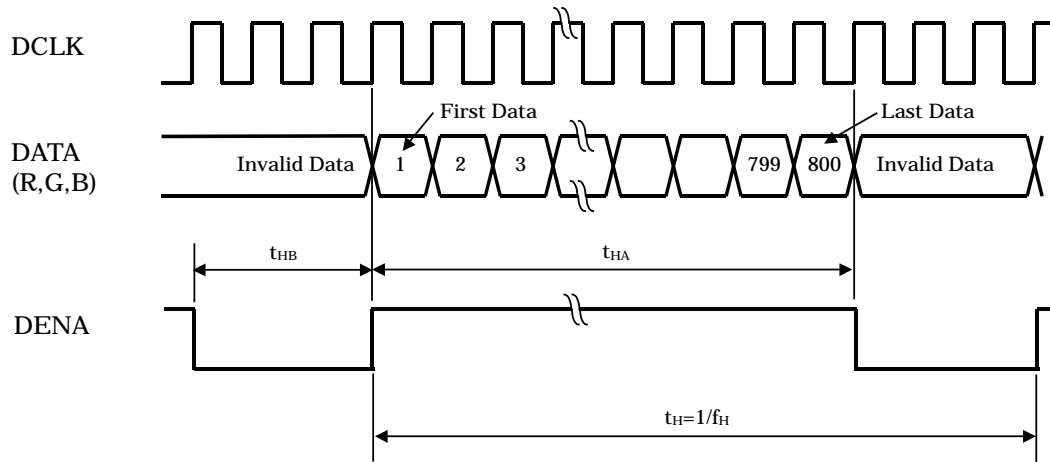 DCLK
First Data
Last Data
DATA
(R,G,B)
Invalid Data
1
2
3
799
800
Invalid Data
tHB
tHA
DENA
tH=1/fH